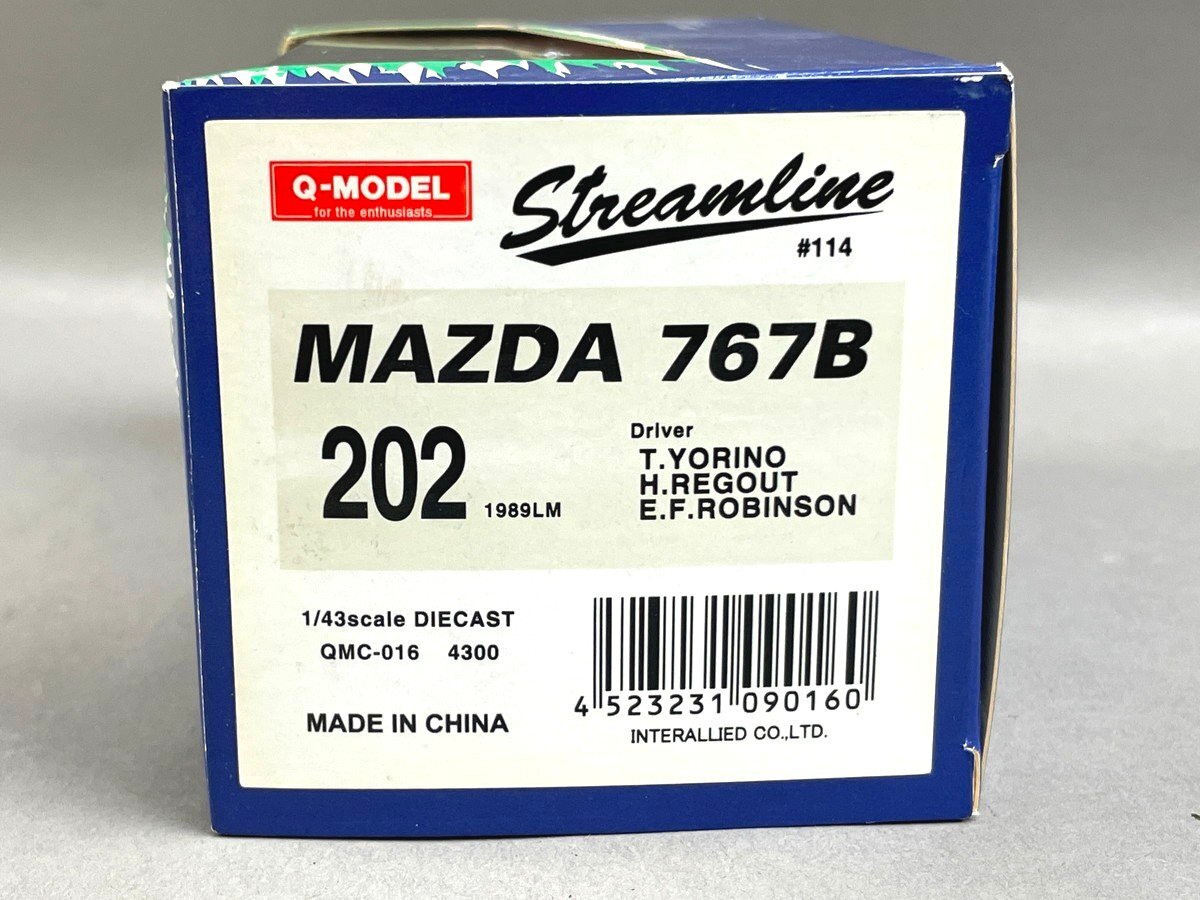 Q-MODEL
for the enthusiasts
Streamline
#114
MAZDA 767B
202 1989LM
Driver
T.YORINO
H.REGOUT
E.F.ROBINSON
1/43scale DIECAST
QMC-016 4300
MADE IN CHINA
4 523231 090160
INTERALLIED CO.,LTD.